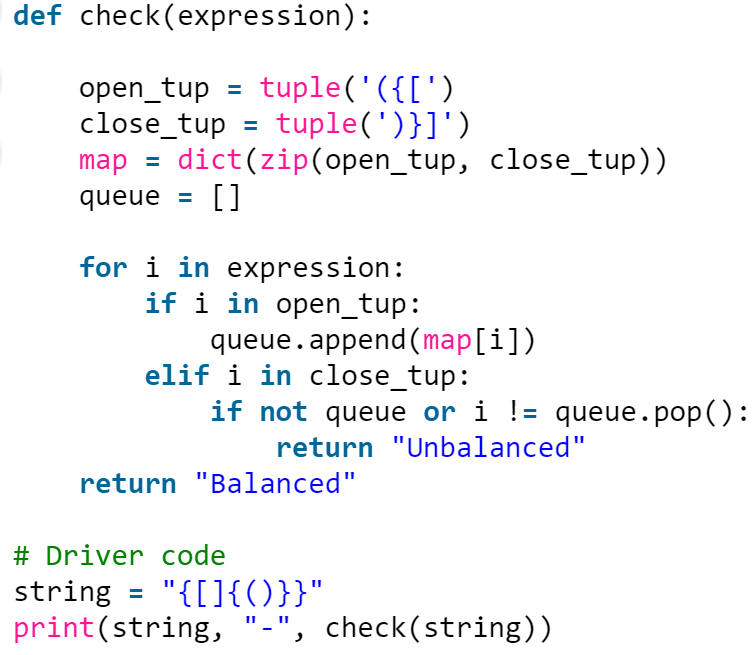 def check(expression):

    open_tup = tuple('({[')
    close_tup = tuple(')}]')
    map = dict(zip(open_tup, close_tup))
    queue = []

    for i in expression:
        if i in open_tup:
            queue.append(map[i])
        elif i in close_tup:
            if not queue or i != queue.pop():
                return "Unbalanced"
    return "Balanced"

# Driver code
string = "{[]{()}}"
print(string, "-", check(string))